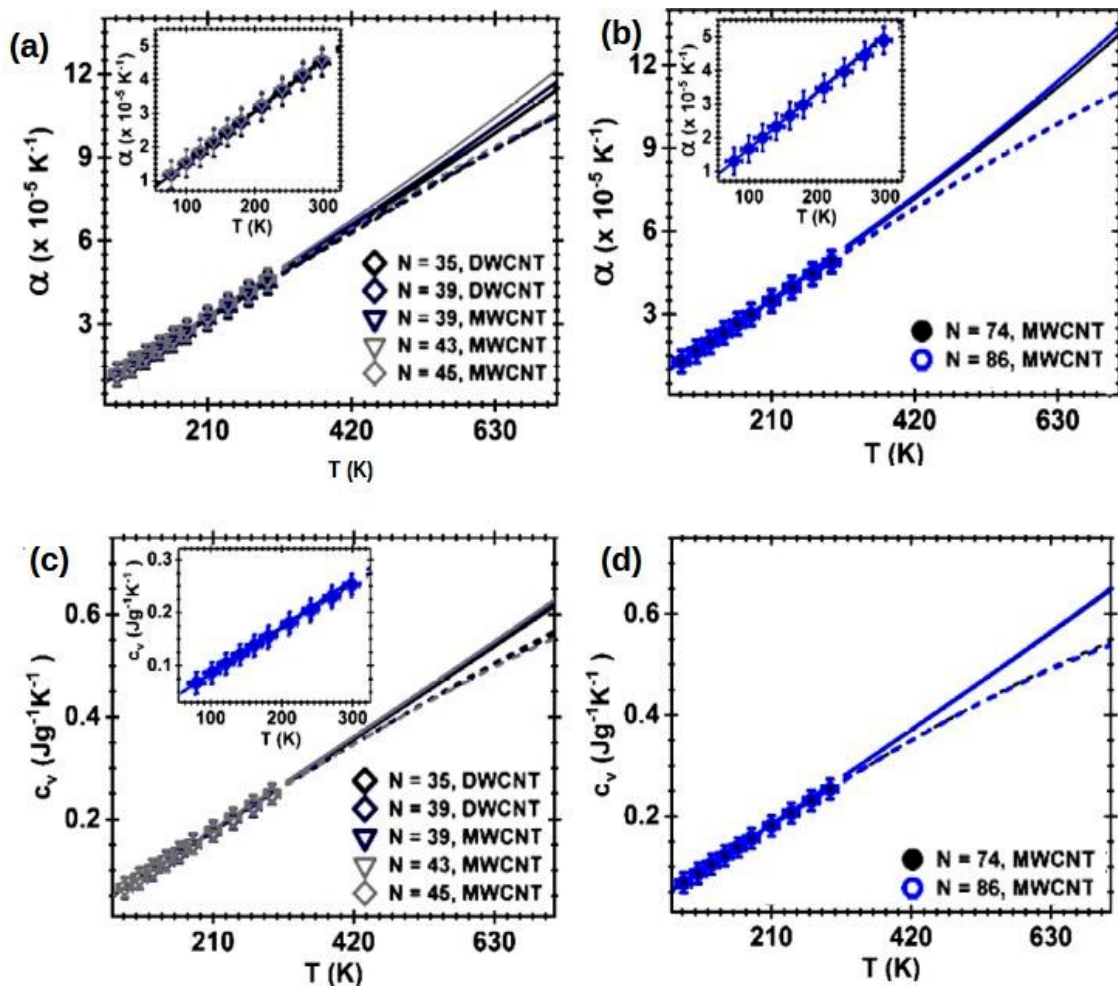 (a)
α (x 10⁻⁵ K⁻¹)
12
9
6
3
210 420 630
T (K)
α (x 10⁻⁵ K⁻¹)
5
4
3
2
1
100 200 300
T (K)
N = 35, DWCNT
N = 39, DWCNT
N = 39, MWCNT
N = 43, MWCNT
N = 45, MWCNT
(b)
α (x 10⁻⁵ K⁻¹)
12
9
6
3
210 420 630
T (K)
α (x 10⁻⁵ K⁻¹)
5
4
3
2
1
100 200 300
T (K)
N = 74, MWCNT
N = 86, MWCNT
(c)
cᵥ (Jg⁻¹K⁻¹)
0.6
0.4
0.2
210 420 630
T (K)
cᵥ (Jg⁻¹K⁻¹)
0.3
0.2
0.1
100 200 300
T (K)
N = 35, DWCNT
N = 39, DWCNT
N = 39, MWCNT
N = 43, MWCNT
N = 45, MWCNT
(d)
cᵥ (Jg⁻¹K⁻¹)
0.6
0.4
0.2
210 420 630
T (K)
N = 74, MWCNT
N = 86, MWCNT